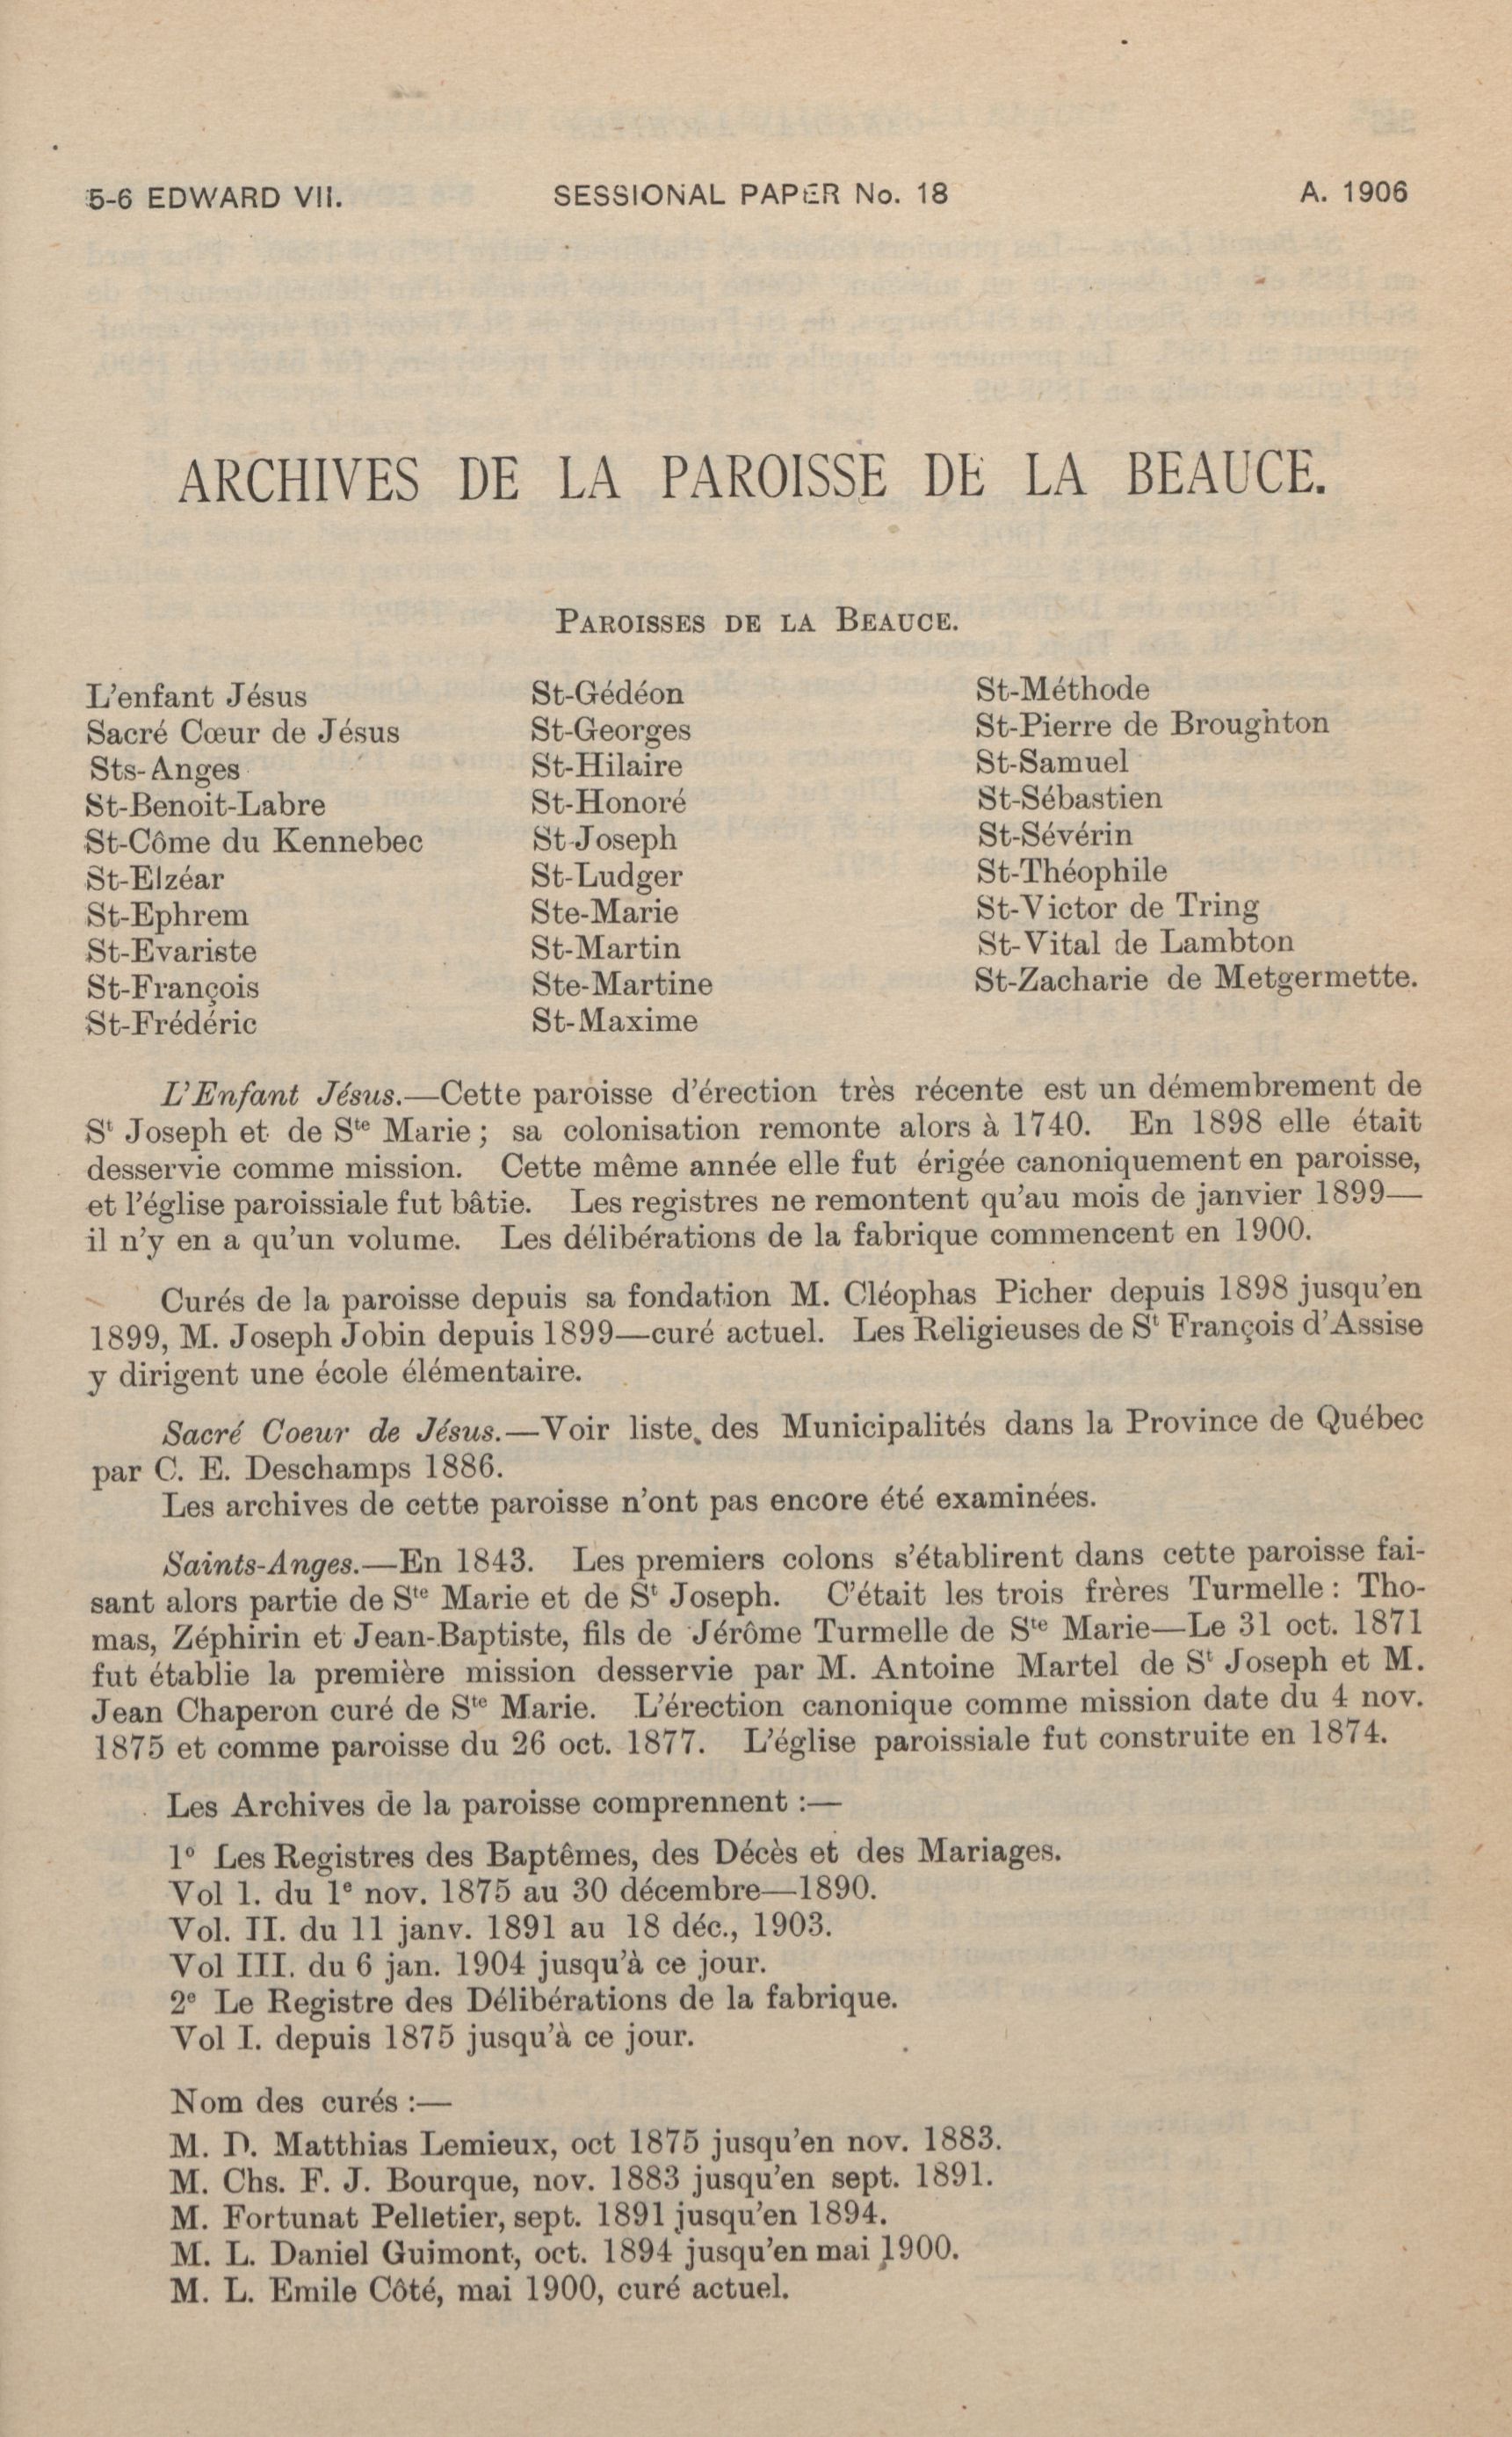 5-6 EDWARD VII. SESSIONAL PAPER No. 18 A. 1906
ARCHIVES DE LA PAROISSE DE LA BEAUCE.
PAROISSES DE LA BEAUCE.
L'enfant Jésus
Sacré Cœur de Jésus
Sts-Anges
St-Benoit-Labre
St-Côme du Kennebec
St-Elzéar
St-Ephrem
St-Evariste
St-François
St-Frédéric
St-Gédéon
St-Georges
St-Hilaire
St-Honoré
St-Joseph
St-Ludger
Ste-Marie
St-Martin
Ste-Martine
St-Maxime
St-Méthode
St-Pierre de Broughton
St-Samuel
St-Sébastien
St-Sévérin
St-Théophile
St-Victor de Tring
St-Vital de Lambton
St-Zacharie de Metgermette.
L'Enfant Jésus.—Cette paroisse d'érection très récente est un démembrement de
St Joseph et de Ste Marie; sa colonisation remonte alors à 1740. En 1898 elle était
desservie comme mission. Cette même année elle fut érigée canoniquement en paroisse,
et l'église paroissiale fut bâtie. Les registres ne remontent qu'au mois de janvier 1899—
il n'y en a qu'un volume. Les délibérations de la fabrique commencent en 1900.
Curés de la paroisse depuis sa fondation M. Cléophas Picher depuis 1898 jusqu'en
1899, M. Joseph Jobin depuis 1899—curé actuel. Les Religieuses de St François d'Assise
y dirigent une école élémentaire.
Sacré Coeur de Jésus.—Voir liste des Municipalités dans la Province de Québec
par C. E. Deschamps 1886.
Les archives de cette paroisse n'ont pas encore été examinées.
Saints-Anges.—En 1843. Les premiers colons s'établirent dans cette paroisse fai-
sant alors partie de Ste Marie et de St Joseph. C'était les trois frères Turmelle: Tho-
mas, Zéphirin et Jean-Baptiste, fils de Jérôme Turmelle de Ste Marie—Le 31 oct. 1871
fut établie la première mission desservie par M. Antoine Martel de St Joseph et M.
Jean Chaperon curé de Ste Marie. L'érection canonique comme mission date du 4 nov.
1875 et comme paroisse du 26 oct. 1877. L'église paroissiale fut construite en 1874.
Les Archives de la paroisse comprennent :—
1º Les Registres des Baptêmes, des Décès et des Mariages.
Vol 1. du 1e nov. 1875 au 30 décembre—1890.
Vol. II. du 11 janv. 1891 au 18 déc., 1903.
Vol III. du 6 jan. 1904 jusqu'à ce jour.
2e Le Registre des Délibérations de la fabrique.
Vol I. depuis 1875 jusqu'à ce jour.
Nom des curés :—
M. D. Matthias Lemieux, oct 1875 jusqu'en nov. 1883.
M. Chs. F. J. Bourque, nov. 1883 jusqu'en sept. 1891.
M. Fortunat Pelletier, sept. 1891 jusqu'en 1894.
M. L. Daniel Guimont, oct. 1894 jusqu'en mai 1900.
M. L. Emile Côté, mai 1900, curé actuel.